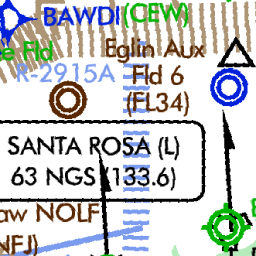 BAWDI(CEW)
e Fld Eglin Aux
R-2915A Fld 6
(FL34)
SANTA ROSA (L)
63 NGS (133.6)
aw NOLF
NFJ)